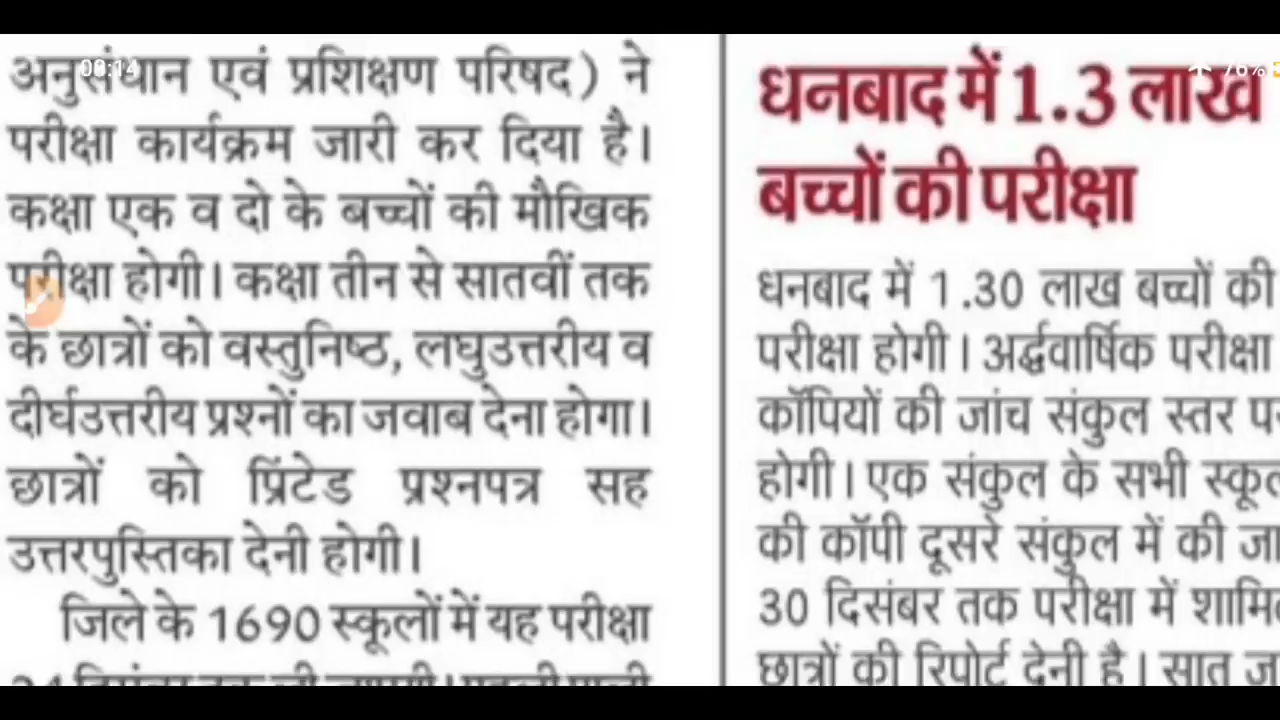 अनुसंधान एवं प्रशिक्षण परिषद) ने
परीक्षा कार्यक्रम जारी कर दिया है।
कक्षा एक व दो के बच्चों की मौखिक
परीक्षा होगी। कक्षा तीन से सातवीं तक
के छात्रों को वस्तुनिष्ठ, लघुउत्तरीय व
दीर्घउत्तरीय प्रश्नों का जवाब देना होगा।
छात्रों को प्रिंटेड प्रश्नपत्र सह
उत्तरपुस्तिका देनी होगी।
जिले के 1690 स्कूलों में यह परीक्षा
धनबाद में 1.3 लाख
बच्चों की परीक्षा
धनबाद में 1.30 लाख बच्चों की
परीक्षा होगी। अर्द्धवार्षिक परीक्षा
कॉपियों की जांच संकुल स्तर
होगी। एक संकुल के सभी
की कॉपी दूसरे संकुल में की
30 दिसंबर तक परीक्षा में
छात्रों की रिपोर्ट देनी है। सात
76%